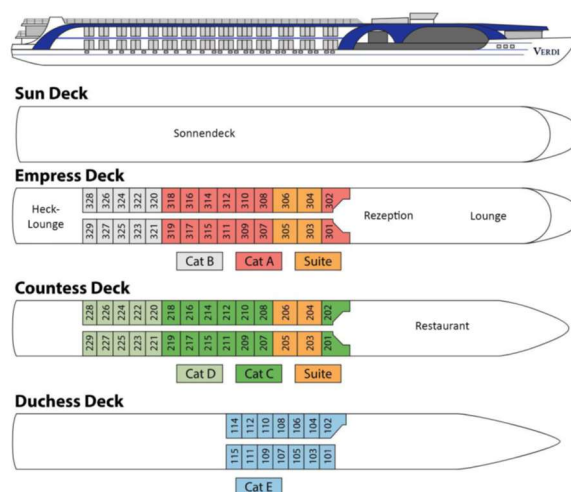 VERDI
Sun Deck
Sonnendeck
Empress Deck
328 326 324 322 320 318 316 314 312 310 308 306 304 302
Heck-
Lounge
Rezeption
Lounge
329 327 325 323 321 319 317 315 311 309 307 305 303 301
Cat B Cat A Suite
Countess Deck
228 226 224 222 220 218 216 214 212 210 208 206 204 202
Restaurant
229 227 225 223 221 219 217 215 211 209 207 205 203 201
Cat D Cat C Suite
Duchess Deck
114 112 110 108 106 104 102
115 111 109 107 105 103 101
Cat E